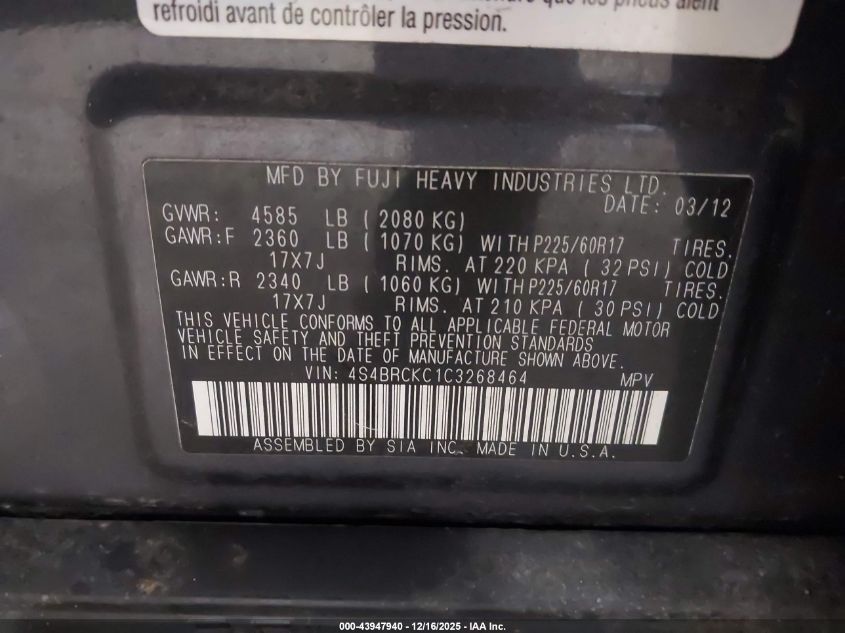 que les pneus aient
refroidi avant de contrôler la pression.
MFD BY FUJI HEAVY INDUSTRIES LTD.
DATE: 03/12
GVWR: 4585 LB ( 2080 KG)
GAWR:F 2360 LB ( 1070 KG) WITH P225/60R17 TIRES.
17X7J RIMS. AT 220 KPA ( 32 PSI) COLD
GAWR:R 2340 LB ( 1060 KG) WITH P225/60R17 TIRES.
17X7J RIMS. AT 210 KPA ( 30 PSI) COLD
THIS VEHICLE CONFORMS TO ALL APPLICABLE FEDERAL MOTOR
VEHICLE SAFETY AND THEFT PREVENTION STANDARDS
IN EFFECT ON THE DATE OF MANUFACTURE SHOWN ABOVE.
VIN: 4S4BRCKC1C3268464 MPV
ASSEMBLED BY SIA INC. MADE IN U.S.A.
000-43947940 - 12/16/2025 - IAA Inc.